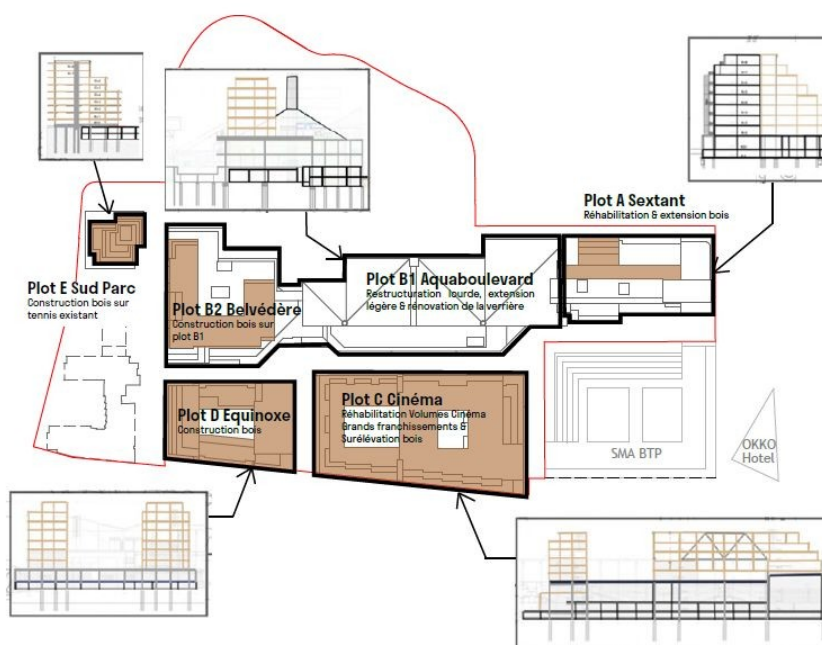 Plot A Sextant
Réhabilitation & extension bois
Plot E Sud Parc
Construction bois sur
tennis existant
Plot B2 Belvédère
Construction bois sur
plot B1
Plot B1 Aquaboulevard
Restructuration lourde, extension
légère & rénovation de la verrière
Plot D Equinoxe
Construction bois
Plot C Cinéma
Réhabilitation Volumes Cinéma
Grands franchissements &
Surélévation bois
SMA BTP
OKKO
Hotel